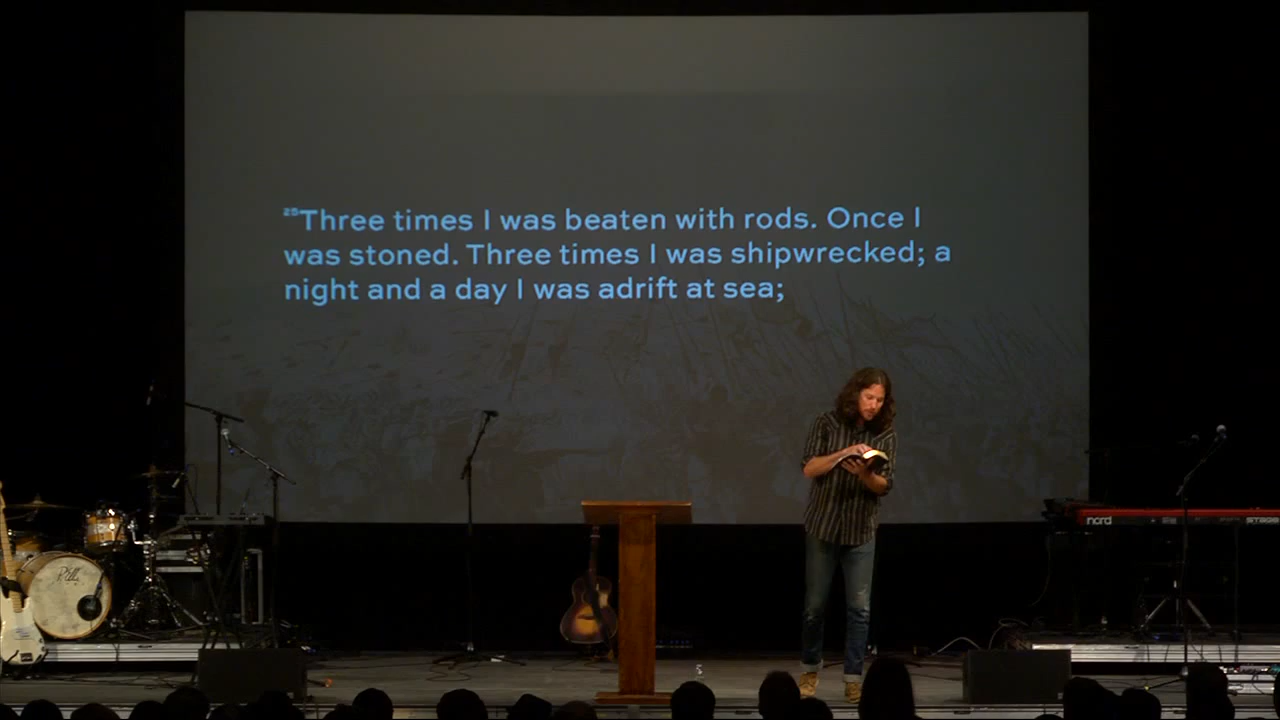 ²⁵Three times I was beaten with rods. Once I
was stoned. Three times I was shipwrecked; a
night and a day I was adrift at sea;
nord